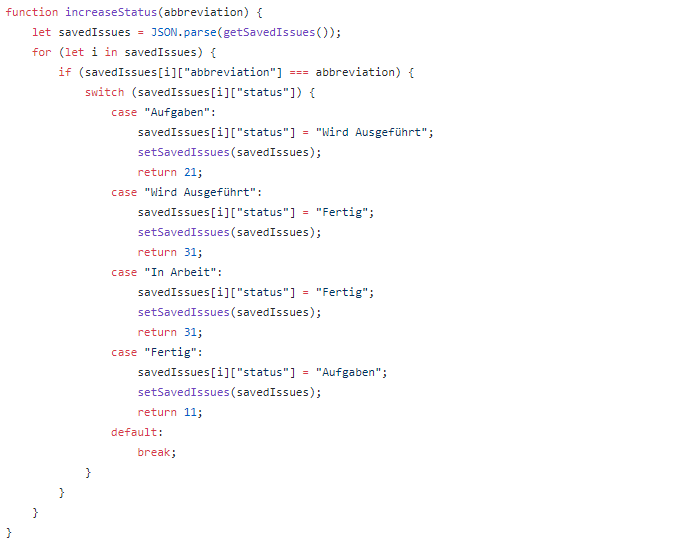 function increaseStatus(abbreviation) {
    let savedIssues = JSON.parse(getSavedIssues());
    for (let i in savedIssues) {
        if (savedIssues[i]["abbreviation"] === abbreviation) {
            switch (savedIssues[i]["status"]) {
                case "Aufgaben":
                    savedIssues[i]["status"] = "Wird Ausgeführt";
                    setSavedIssues(savedIssues);
                    return 21;
                case "Wird Ausgeführt":
                    savedIssues[i]["status"] = "Fertig";
                    setSavedIssues(savedIssues);
                    return 31;
                case "In Arbeit":
                    savedIssues[i]["status"] = "Fertig";
                    setSavedIssues(savedIssues);
                    return 31;
                case "Fertig":
                    savedIssues[i]["status"] = "Aufgaben";
                    setSavedIssues(savedIssues);
                    return 11;
                default:
                    break;
            }
        }
    }
}